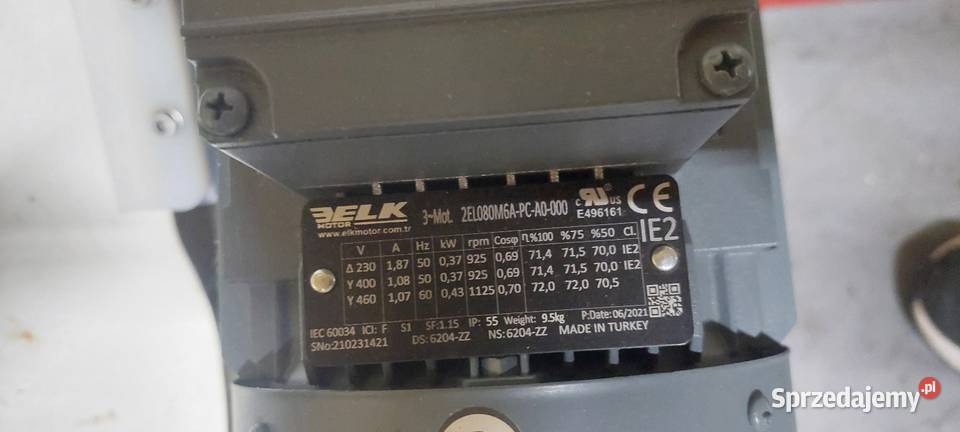 ELK
MOTOR
www.elkmotor.com.tr
3~Mot. 2EL080M6A-PC-A0-000
c RU us
E496161
CE
IE2
V A Hz kW rpm Cosφ η%100 %75 %50 Cl.
Δ 230 1,87 50 0,37 925 0,69 71,4 71,5 70,0 IE2
Y 400 1,08 50 0,37 925 0,69 71,4 71,5 70,0 IE2
Y 460 1,07 60 0,43 1125 0,70 72,0 72,0 70,5
IEC 60034 ICl: F S1 SF:1.15 IP: 55 Weight: 9.5kg P:Date:06/2021
SNo:210231421 DS:6204-ZZ NS:6204-ZZ MADE IN TURKEY
Sprzedajemy.pl